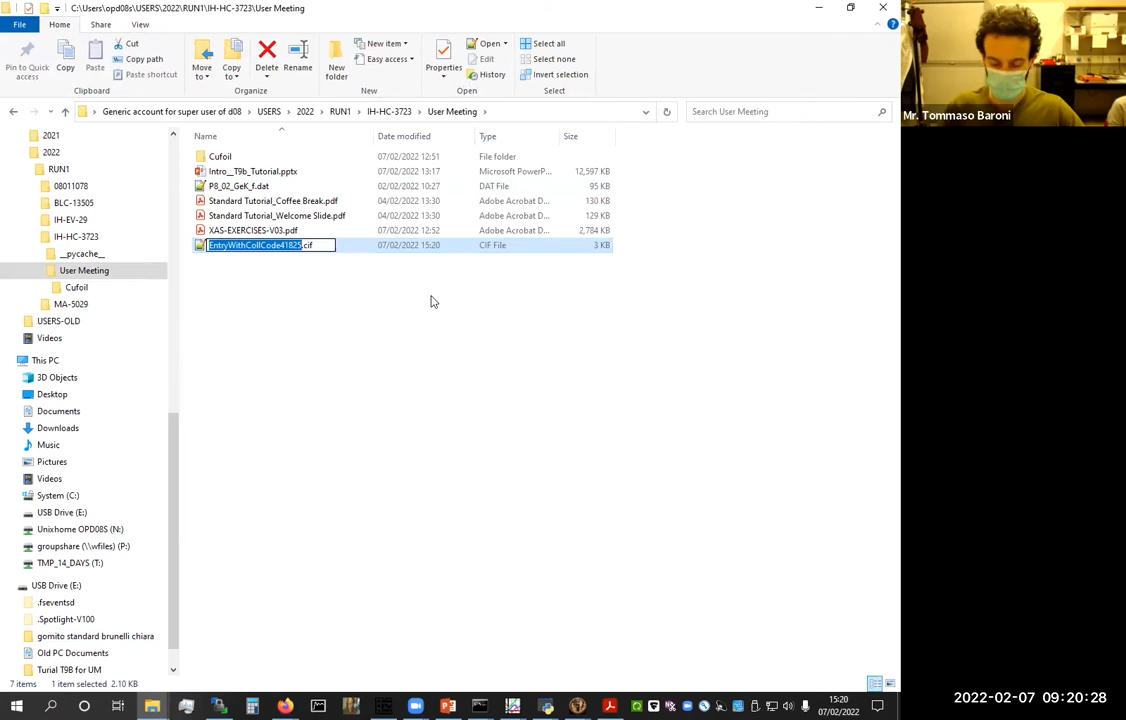 C:\Users\opd08s\USERS\2022\RUN1\IH-HC-3723\User Meeting
File Home Share View
Pin to Quick access
Copy
Paste
Cut
Copy path
Paste shortcut
Clipboard
Move to
Copy to
Delete
Rename
Organize
New folder
New item
Easy access
New
Properties
Open
Edit
History
Open
Select all
Select none
Invert selection
Select
Generic account for super user of d08 > USERS > 2022 > RUN1 > IH-HC-3723 > User Meeting >
Search User Meeting
Name Date modified Type Size
Cufoil 07/02/2022 12:51 File folder
Intro__T9b_Tutorial.pptx 07/02/2022 13:17 Microsoft PowerP... 12,597 KB
P8_02_GeK_f.dat 02/02/2022 10:27 DAT File 95 KB
Standard Tutorial_Coffee Break.pdf 04/02/2022 13:30 Adobe Acrobat D... 130 KB
Standard Tutorial_Welcome Slide.pdf 04/02/2022 13:30 Adobe Acrobat D... 129 KB
XAS-EXERCISES-V03.pdf 07/02/2022 12:52 Adobe Acrobat D... 2,784 KB
EntryWithCollCode41825.cif 07/02/2022 15:20 CIF File 3 KB
2021
2022
RUN1
08011078
BLC-13505
IH-EV-29
IH-HC-3723
__pycache__
User Meeting
Cufoil
MA-5029
USERS-OLD
Videos
This PC
3D Objects
Desktop
Documents
Downloads
Music
Pictures
Videos
System (C:)
USB Drive (E:)
Unixhome OPD08S (N:)
groupshare (\\wfiles) (P:)
TMP_14_DAYS (T:)
USB Drive (E:)
.fseventsd
.Spotlight-V100
gomito standard brunelli chiara
Old PC Documents
Turial T9B for UM
7 items 1 item selected 2.10 KB
15:20
07/02/2022
Mr. Tommaso Baroni
2022-02-07 09:20:28